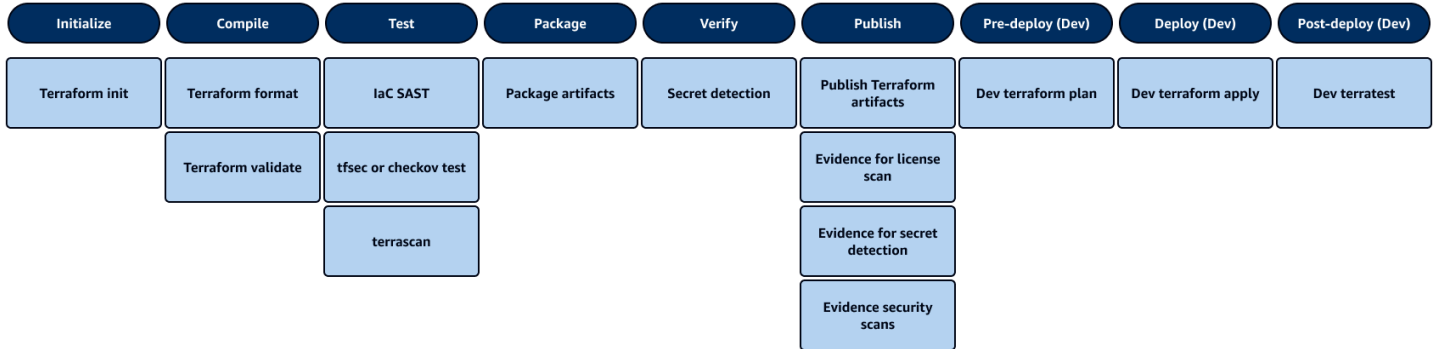 Initialize
Compile
Test
Package
Verify
Publish
Pre-deploy (Dev)
Deploy (Dev)
Post-deploy (Dev)
Terraform init
Terraform format
IaC SAST
Package artifacts
Secret detection
Publish Terraform
artifacts
Dev terraform plan
Dev terraform apply
Dev terratest
Terraform validate
tfsec or checkov test
Evidence for license
scan
terrascan
Evidence for secret
detection
Evidence security
scans